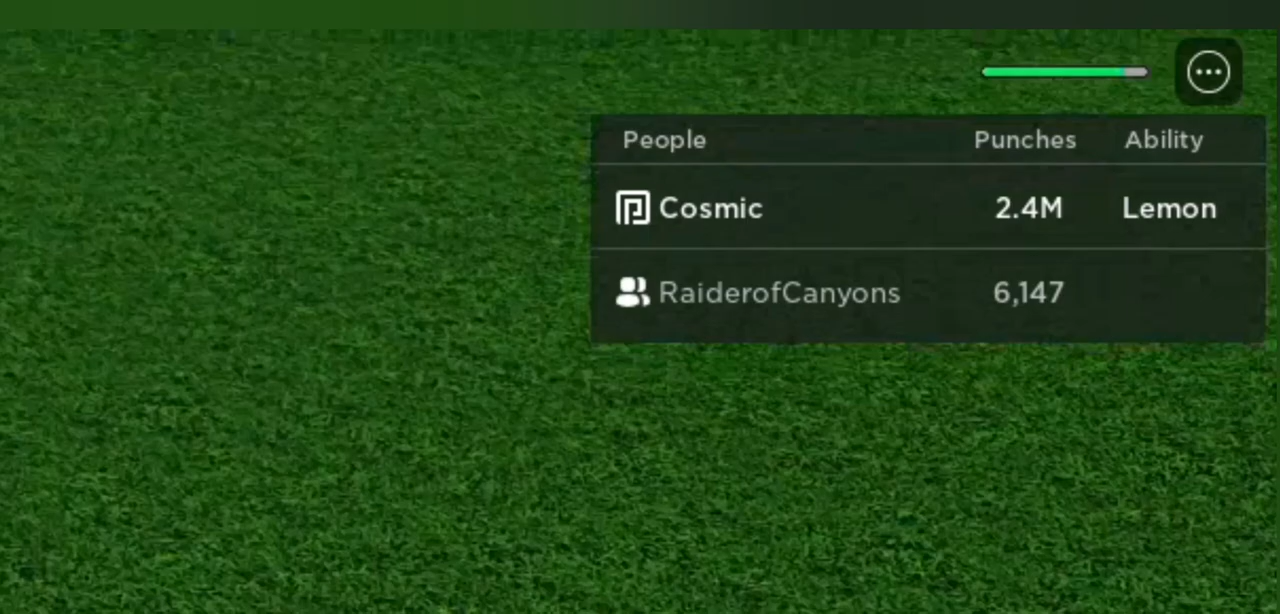 People Punches Ability
Cosmic 2.4M Lemon
RaiderofCanyons 6,147